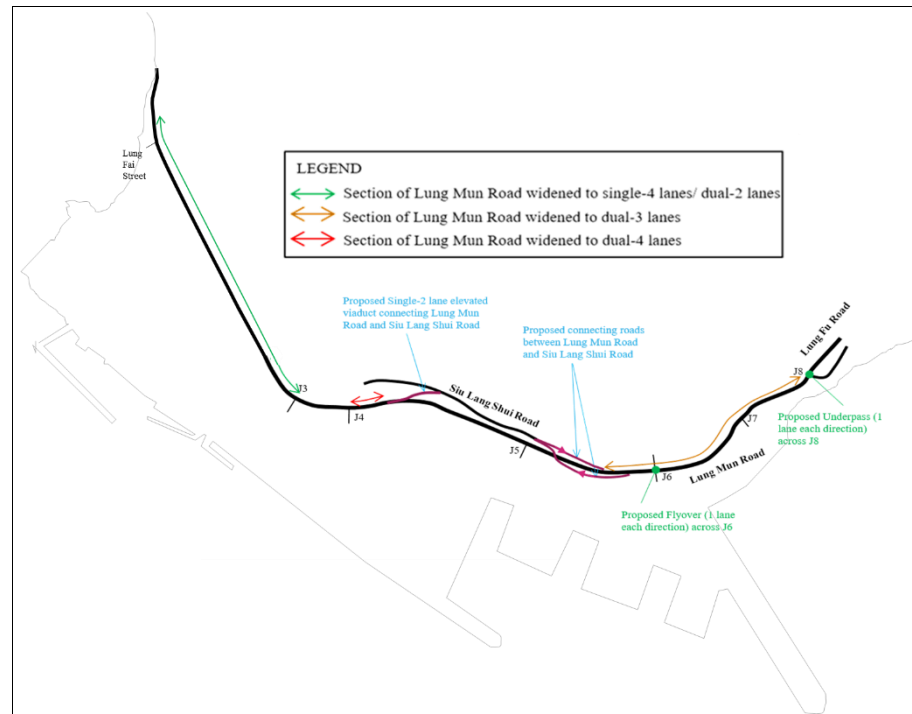 Lung
Fai
Street
LEGEND
Section of Lung Mun Road widened to single-4 lanes/ dual-2 lanes
Section of Lung Mun Road widened to dual-3 lanes
Section of Lung Mun Road widened to dual-4 lanes
Proposed Single-2 lane elevated
viaduct connecting Lung Mun
Road and Siu Lang Shui Road
Proposed connecting roads
between Lung Mun Road
and Siu Lang Shui Road
Lung Fu Road
J3
J4
Siu Lang Shui Road
J5
J6
J7
J8
Lung Mun Road
Proposed Underpass (1
lane each direction)
across J8
Proposed Flyover (1 lane
each direction) across J6